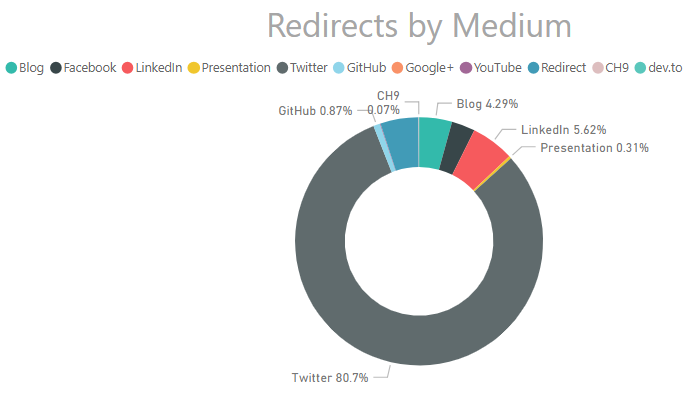 Redirects by Medium
Blog Facebook LinkedIn Presentation Twitter GitHub Google+ YouTube Redirect CH9 dev.to
CH9
0.07%
GitHub 0.87%
Blog 4.29%
LinkedIn 5.62%
Presentation 0.31%
Twitter 80.7%